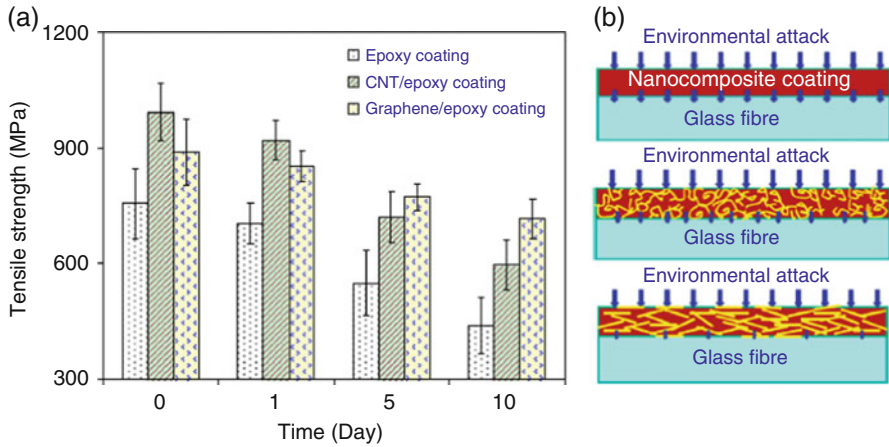 (a)
1200
900
600
300
Tensile strength (MPa)
Epoxy coating
CNT/epoxy coating
Graphene/epoxy coating
0 1 5 10
Time (Day)
(b)
Environmental attack
Nanocomposite coating
Glass fibre
Environmental attack
Glass fibre
Environmental attack
Glass fibre